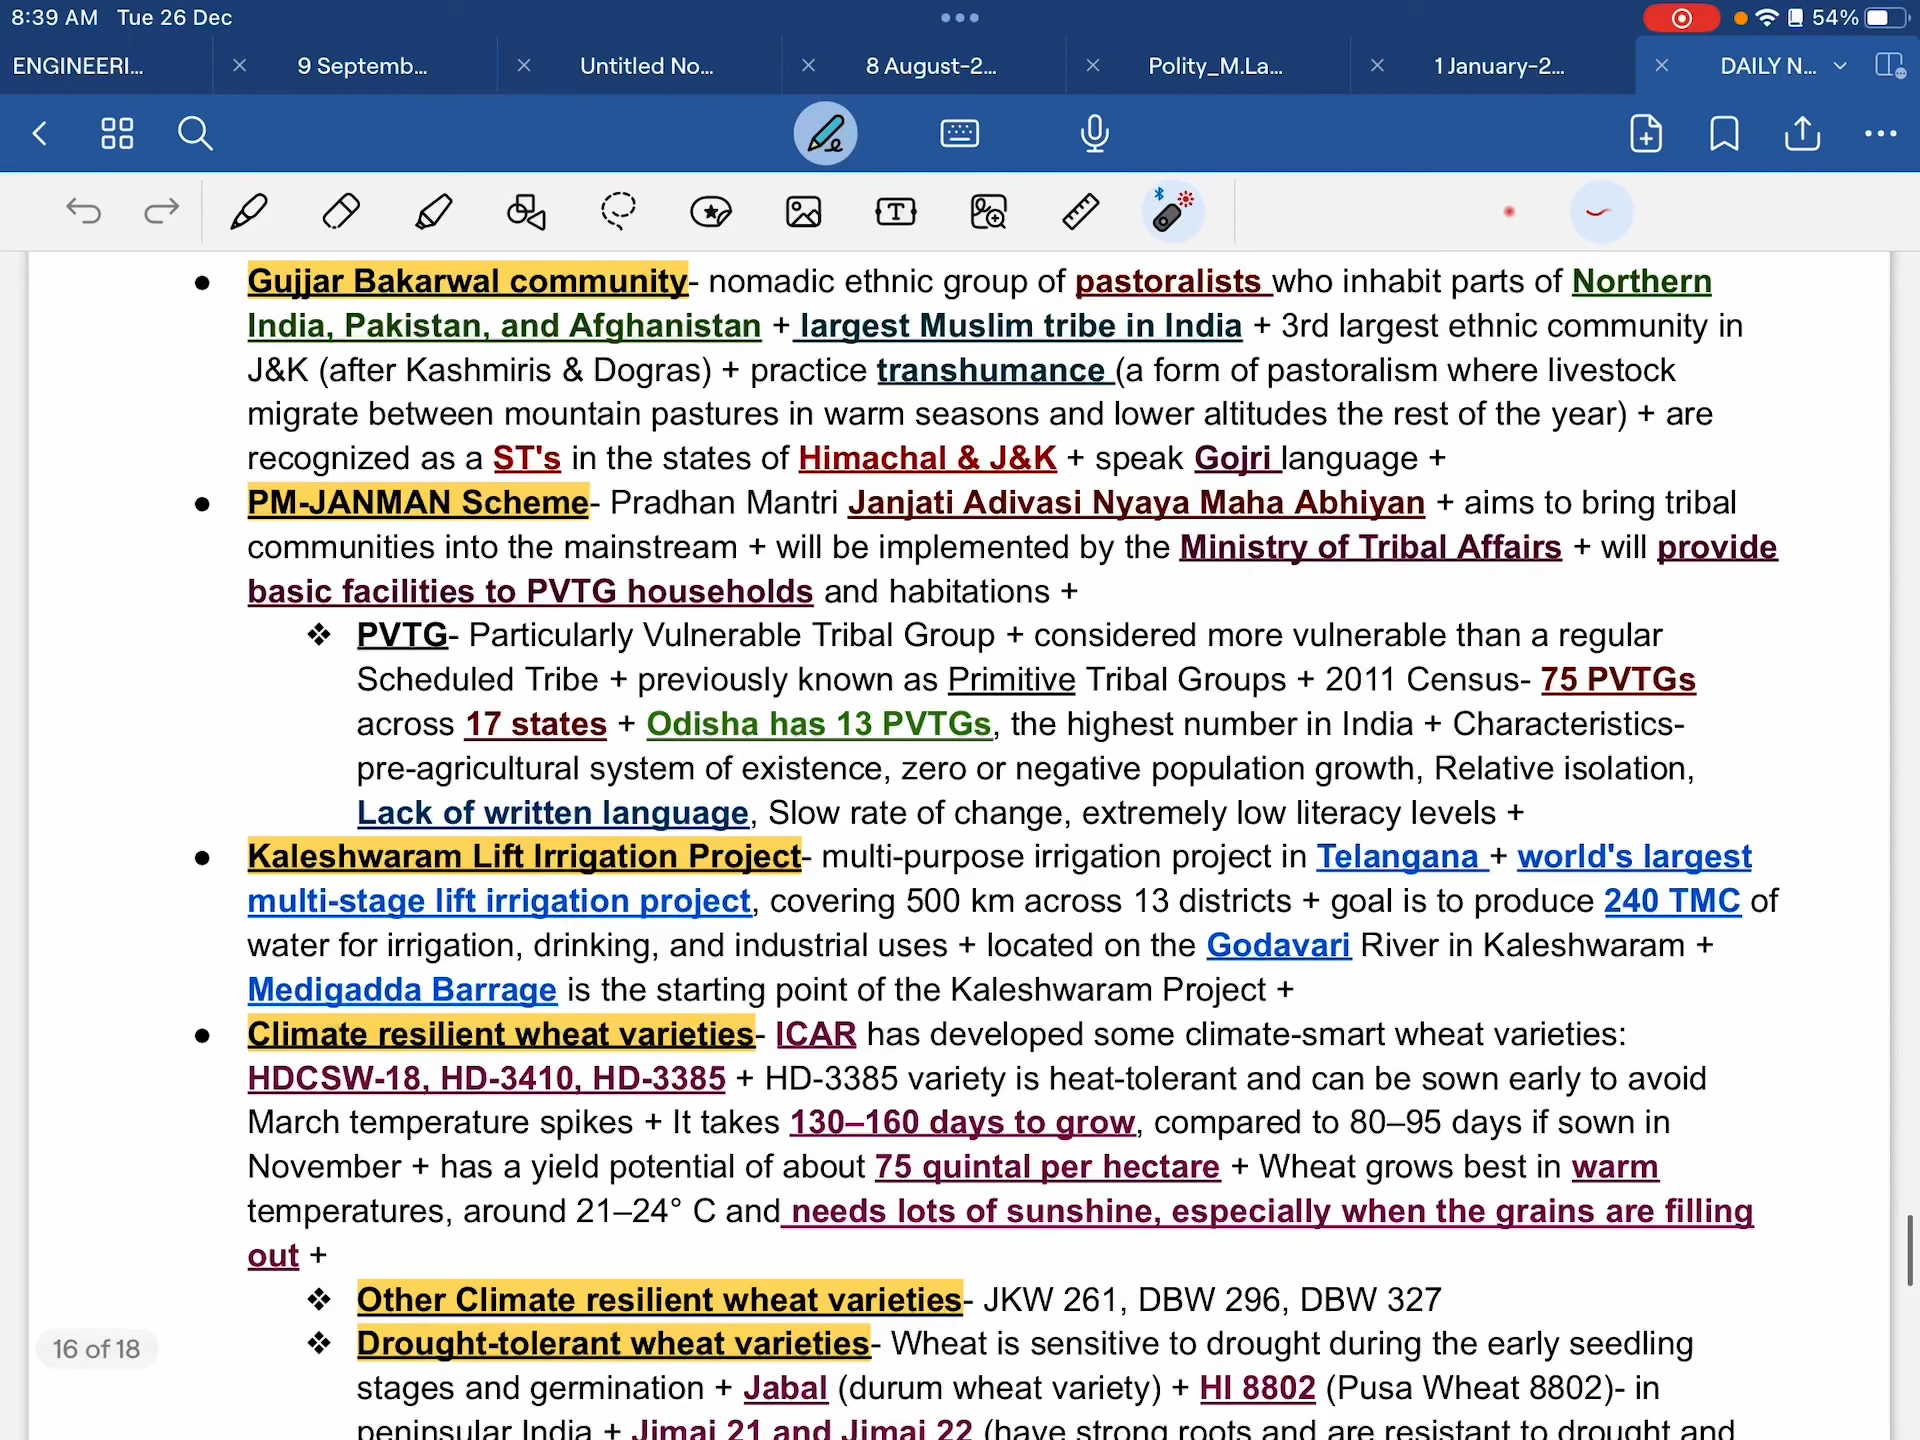 8:39 AM Tue 26 Dec
54%
ENGINEERI...
9 Septemb...
Untitled No...
8 August-2...
Polity_M.La...
1 January-2...
DAILY N...
● Gujjar Bakarwal community- nomadic ethnic group of pastoralists who inhabit parts of Northern
India, Pakistan, and Afghanistan + largest Muslim tribe in India + 3rd largest ethnic community in
J&K (after Kashmiris & Dogras) + practice transhumance (a form of pastoralism where livestock
migrate between mountain pastures in warm seasons and lower altitudes the rest of the year) + are
recognized as a ST's in the states of Himachal & J&K + speak Gojri language +
● PM-JANMAN Scheme- Pradhan Mantri Janjati Adivasi Nyaya Maha Abhiyan + aims to bring tribal
communities into the mainstream + will be implemented by the Ministry of Tribal Affairs + will provide
basic facilities to PVTG households and habitations +
❖ PVTG- Particularly Vulnerable Tribal Group + considered more vulnerable than a regular
Scheduled Tribe + previously known as Primitive Tribal Groups + 2011 Census- 75 PVTGs
across 17 states + Odisha has 13 PVTGs, the highest number in India + Characteristics-
pre-agricultural system of existence, zero or negative population growth, Relative isolation,
Lack of written language, Slow rate of change, extremely low literacy levels +
● Kaleshwaram Lift Irrigation Project- multi-purpose irrigation project in Telangana + world's largest
multi-stage lift irrigation project, covering 500 km across 13 districts + goal is to produce 240 TMC of
water for irrigation, drinking, and industrial uses + located on the Godavari River in Kaleshwaram +
Medigadda Barrage is the starting point of the Kaleshwaram Project +
● Climate resilient wheat varieties- ICAR has developed some climate-smart wheat varieties:
HDCSW-18, HD-3410, HD-3385 + HD-3385 variety is heat-tolerant and can be sown early to avoid
March temperature spikes + It takes 130–160 days to grow, compared to 80–95 days if sown in
November + has a yield potential of about 75 quintal per hectare + Wheat grows best in warm
temperatures, around 21–24° C and needs lots of sunshine, especially when the grains are filling
out +
❖ Other Climate resilient wheat varieties- JKW 261, DBW 296, DBW 327
❖ Drought-tolerant wheat varieties- Wheat is sensitive to drought during the early seedling
stages and germination + Jabal (durum wheat variety) + HI 8802 (Pusa Wheat 8802)- in
peninsular India + Jimai 21 and Jimai 22 (have strong roots and are resistant to drought and
16 of 18